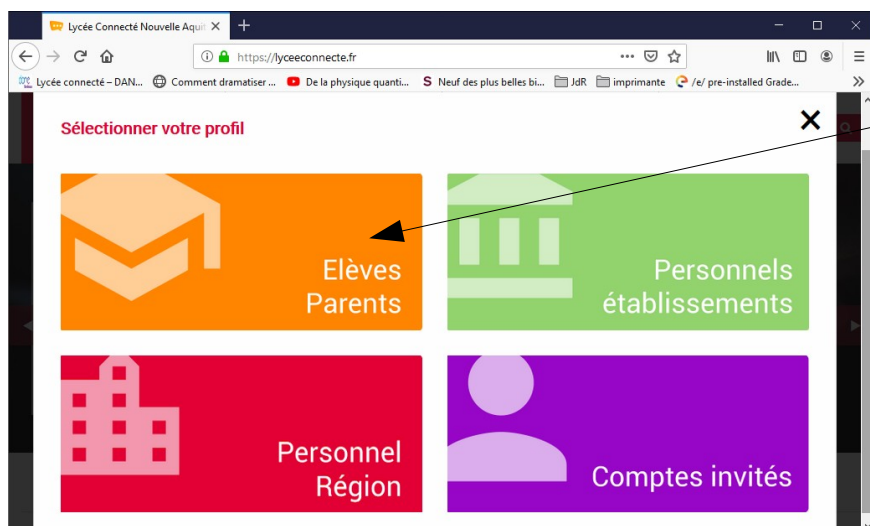 Lycée Connecté Nouvelle Aquit
https://lyceeconnecte.fr
Lycée connecté – DAN...
Comment dramatiser ...
De la physique quanti...
Neuf des plus belles bi...
JdR
imprimante
/e/ pre-installed Grade...
Sélectionner votre profil
Elèves
Parents
Personnels
établissements
Personnel
Région
Comptes invités